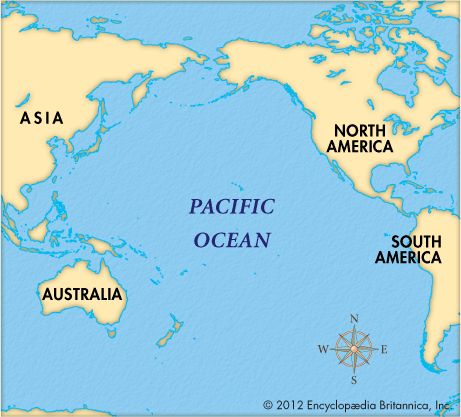 ASIA
NORTH
AMERICA
PACIFIC
OCEAN
SOUTH
AMERICA
AUSTRALIA
N
W
E
S
© 2012 Encyclopædia Britannica, Inc.